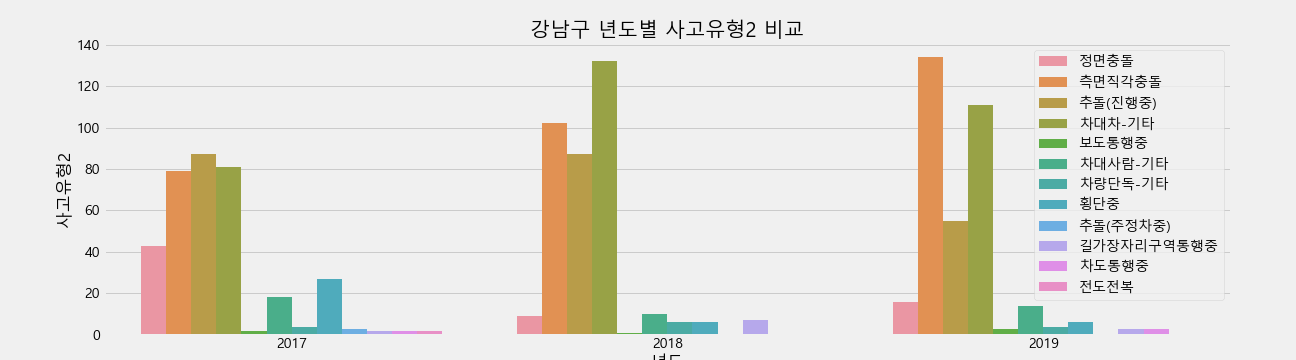 강남구 년도별 사고유형2 비교
140
120
100
80
60
40
20
0
사고유형2
정면충돌
측면직각충돌
추돌(진행중)
차대차-기타
보도통행중
차대사람-기타
차량단독-기타
횡단중
추돌(주정차중)
길가장자리구역통행중
차도통행중
전도전복
2017 2018 2019
년도